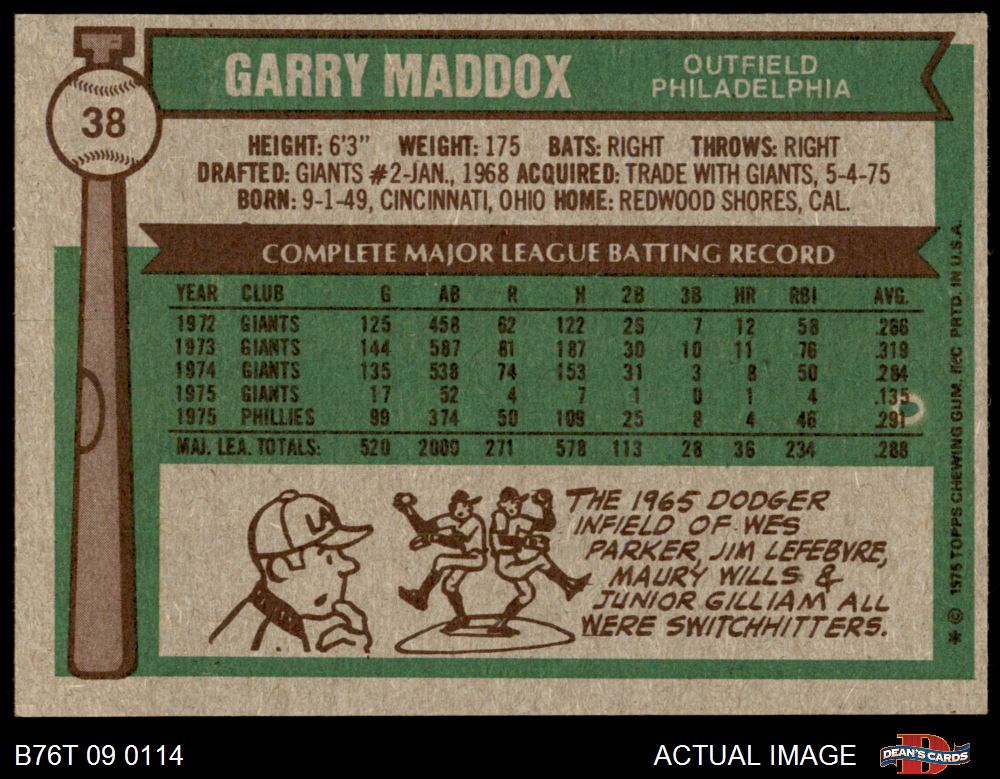 38
GARRY MADDOX
OUTFIELD
PHILADELPHIA
HEIGHT: 6'3" WEIGHT: 175 BATS: RIGHT THROWS: RIGHT
DRAFTED: GIANTS #2-JAN., 1968 ACQUIRED: TRADE WITH GIANTS, 5-4-75
BORN: 9-1-49, CINCINNATI, OHIO HOME: REDWOOD SHORES, CAL.
COMPLETE MAJOR LEAGUE BATTING RECORD
YEAR CLUB G AB R H 2B 3B HR RBI AVG.
1972 GIANTS 125 458 62 122 26 7 12 58 .266
1973 GIANTS 144 587 81 187 30 10 11 76 .319
1974 GIANTS 135 538 74 153 31 3 8 50 .284
1975 GIANTS 17 52 4 7 1 0 1 4 .135
1975 PHILLIES 99 374 50 109 25 8 4 46 .291
MAJ. LEA. TOTALS: 520 2009 271 578 113 28 36 234 .288
LA
THE 1965 DODGER
INFIELD OF WES
PARKER, JIM LEFEBVRE,
MAURY WILLS &
JUNIOR GILLIAM ALL
WERE SWITCHHITTERS.
* © 1975 TOPPS CHEWING GUM, INC. PRTD. IN U.S.A.
B76T 09 0114
ACTUAL IMAGE
DEAN'S CARDS